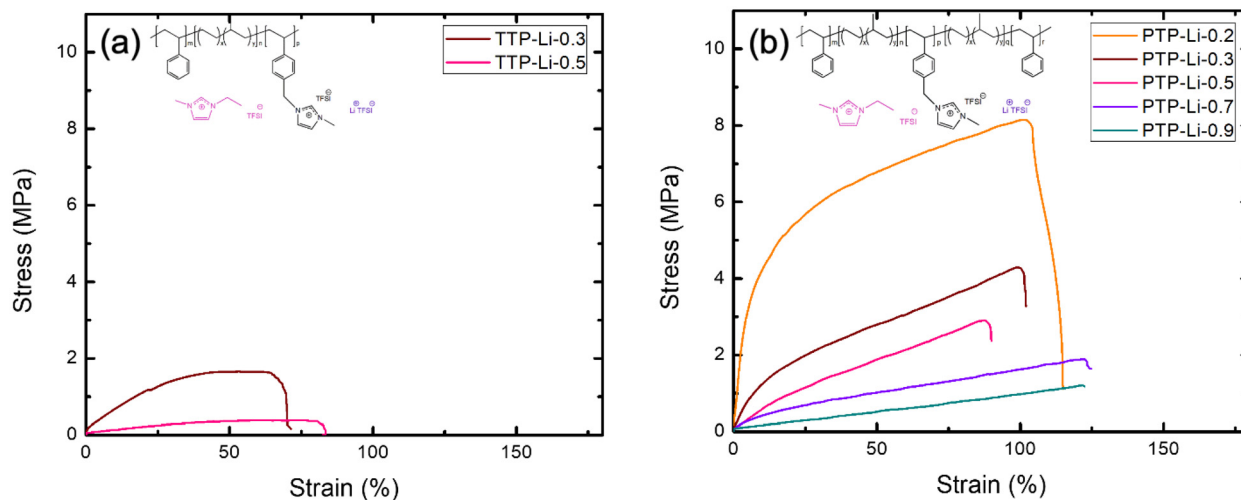 (a)
TTP-Li-0.3
TTP-Li-0.5
m
x
y
n
p
N
N
TFSI
TFSI
Li TFSI
N
N
10
8
6
4
2
0
Stress (MPa)
0
50
100
150
Strain (%)
(b)
PTP-Li-0.2
PTP-Li-0.3
PTP-Li-0.5
PTP-Li-0.7
PTP-Li-0.9
m
x
y
n
p
x
y
q
r
N
N
TFSI
TFSI
Li TFSI
N
N
10
8
6
4
2
0
Stress (MPa)
0
50
100
150
Strain (%)